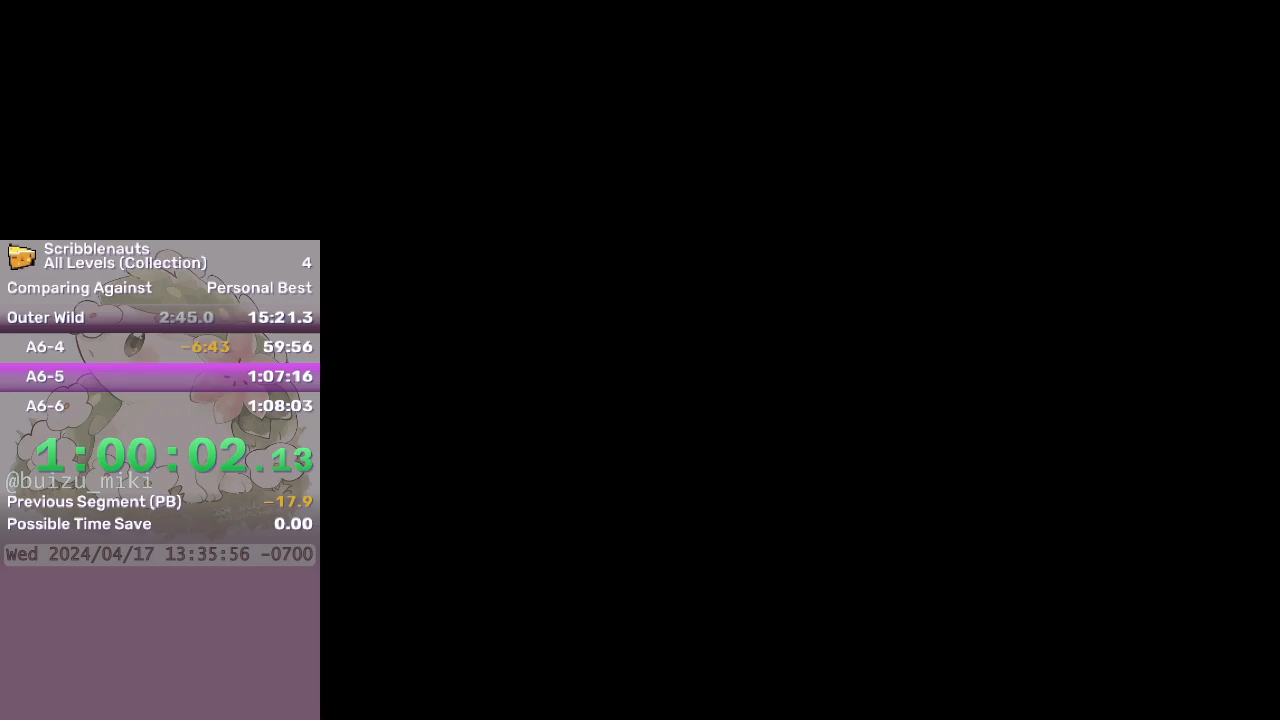 Scribblenauts
All Levels (Collection) 4
Comparing Against Personal Best
Outer Wild 2:45.0 15:21.3
A6-4 −6:43 59:56
A6-5 1:07:16
A6-6 1:08:03
1:00:02.13
@buizu_miki
Previous Segment (PB) −17.9
Possible Time Save 0.00
Wed 2024/04/17 13:35:56 -0700